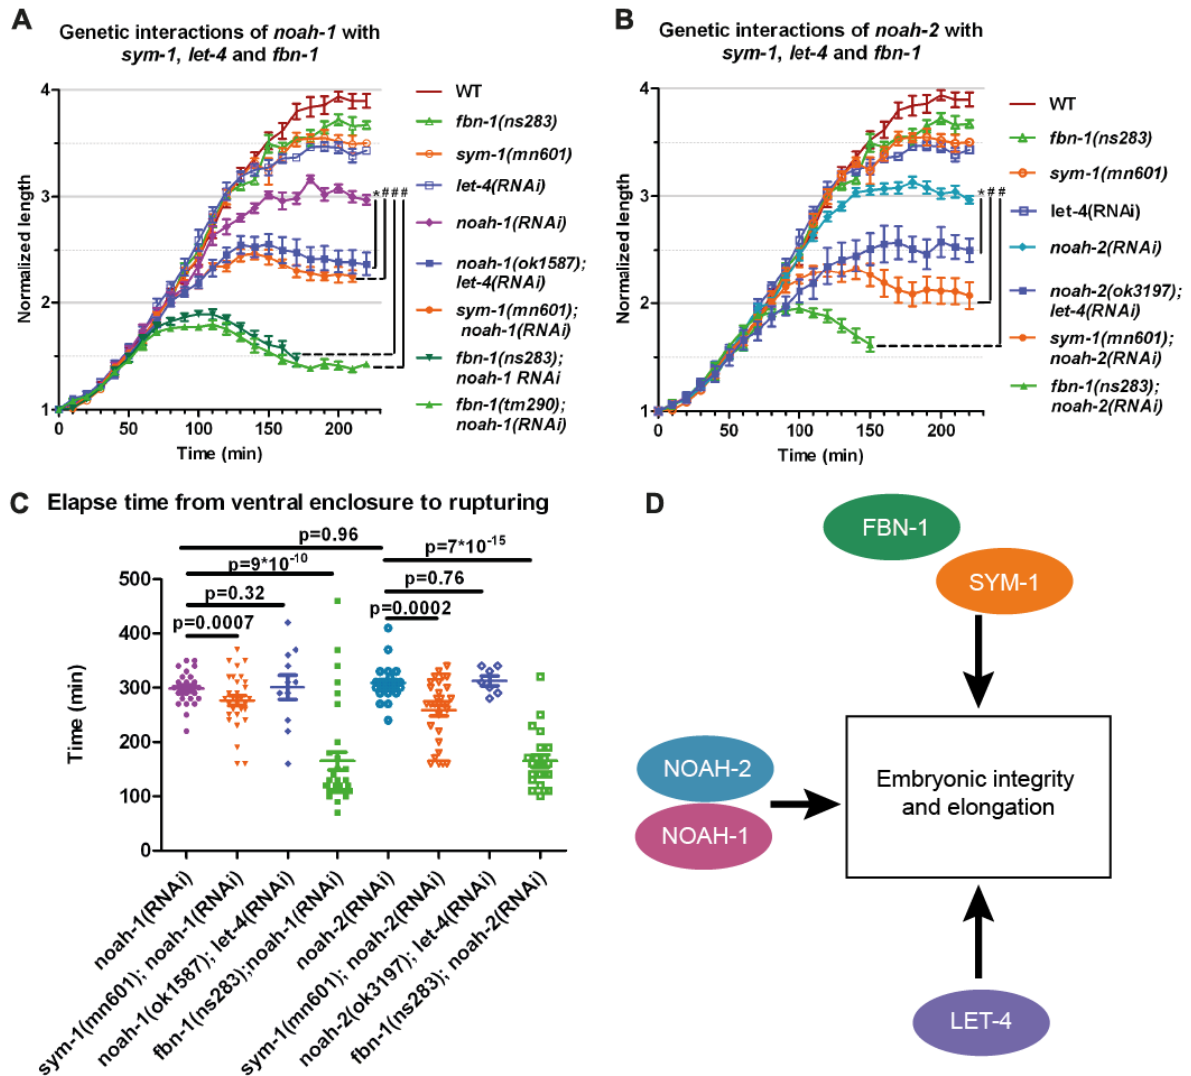 A
Genetic interactions of noah-1 with
sym-1, let-4 and fbn-1
Normalized length
4
3
2
1
0
50
100
150
200
Time (min)
*###
WT
fbn-1(ns283)
sym-1(mn601)
let-4(RNAi)
noah-1(RNAi)
noah-1(ok1587);
let-4(RNAi)
sym-1(mn601);
noah-1(RNAi)
fbn-1(ns283);
noah-1 RNAi
fbn-1(tm290);
noah-1(RNAi)
B
Genetic interactions of noah-2 with
sym-1, let-4 and fbn-1
Normalized length
4
3
2
1
0
50
100
150
200
Time (min)
*##
WT
fbn-1(ns283)
sym-1(mn601)
let-4(RNAi)
noah-2(RNAi)
noah-2(ok3197);
let-4(RNAi)
sym-1(mn601);
noah-2(RNAi)
fbn-1(ns283);
noah-2(RNAi)
C Elapse time from ventral enclosure to rupturing
p=0.96
p=9*10-10
p=7*10-15
p=0.32
p=0.76
p=0.0007
p=0.0002
Time (min)
500
400
300
200
100
0
noah-1(RNAi)
sym-1(mn601); noah-1(RNAi)
noah-1(ok1587); let-4(RNAi)
fbn-1(ns283);noah-1(RNAi)
noah-2(RNAi)
sym-1(mn601); noah-2(RNAi)
noah-2(ok3197); let-4(RNAi)
fbn-1(ns283); noah-2(RNAi)
D
FBN-1
SYM-1
NOAH-2
NOAH-1
Embryonic integrity
and elongation
LET-4